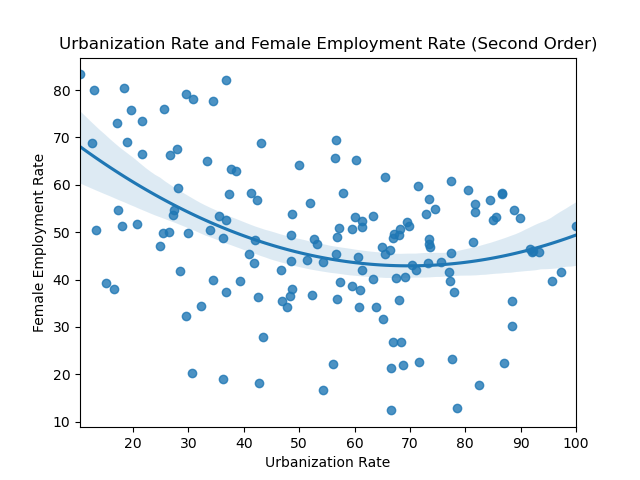 Urbanization Rate and Female Employment Rate (Second Order)
80
70
60
50
40
30
20
10
Female Employment Rate
20 30 40 50 60 70 80 90 100
Urbanization Rate